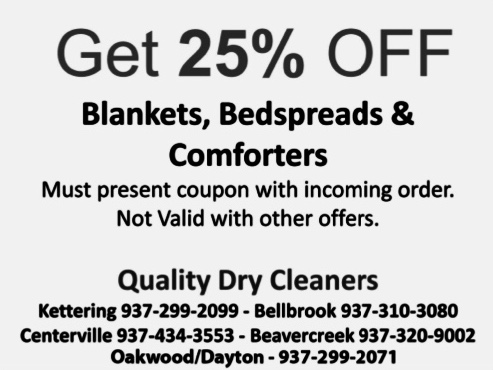 Get 25% OFF
Blankets, Bedspreads &
Comforters
Must present coupon with incoming order.
Not Valid with other offers.
Quality Dry Cleaners
Kettering 937-299-2099 - Bellbrook 937-310-3080
Centerville 937-434-3553 - Beavercreek 937-320-9002
Oakwood/Dayton - 937-299-2071